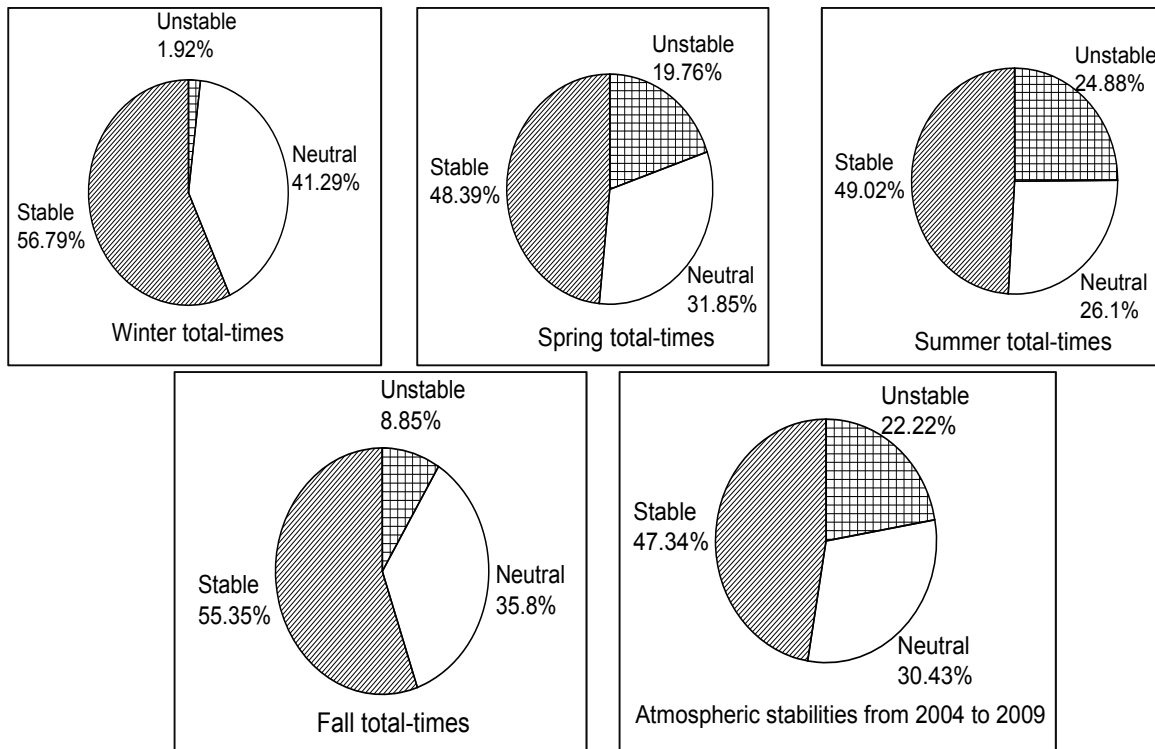 Unstable
1.92%
Neutral
41.29%
Stable
56.79%
Winter total-times
Unstable
19.76%
Stable
48.39%
Neutral
31.85%
Spring total-times
Unstable
24.88%
Stable
49.02%
Neutral
26.1%
Summer total-times
Unstable
8.85%
Stable
55.35%
Neutral
35.8%
Fall total-times
Unstable
22.22%
Stable
47.34%
Neutral
30.43%
Atmospheric stabilities from 2004 to 2009